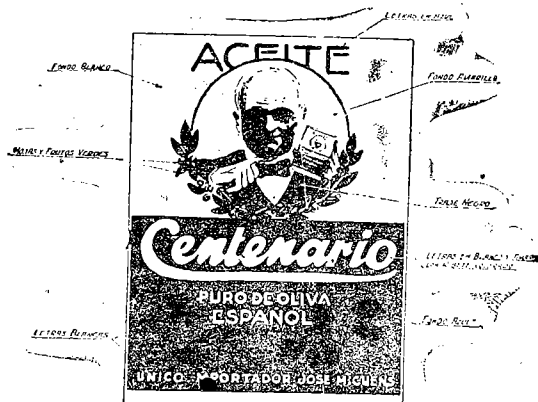 LETRAS EN AZUL
ACEITE
FONDO BLANCO
FONDO AMARILLO
HOJAS Y FRUTOS VERDES
TRAJE NEGRO
Centenario
LETRAS EN BLANCO Y
PURO DE OLIVA
ESPAÑOL
FONDO AZUL
LETRAS BLANCAS
UNICO IMPORTADOR JOSE MIGUENS